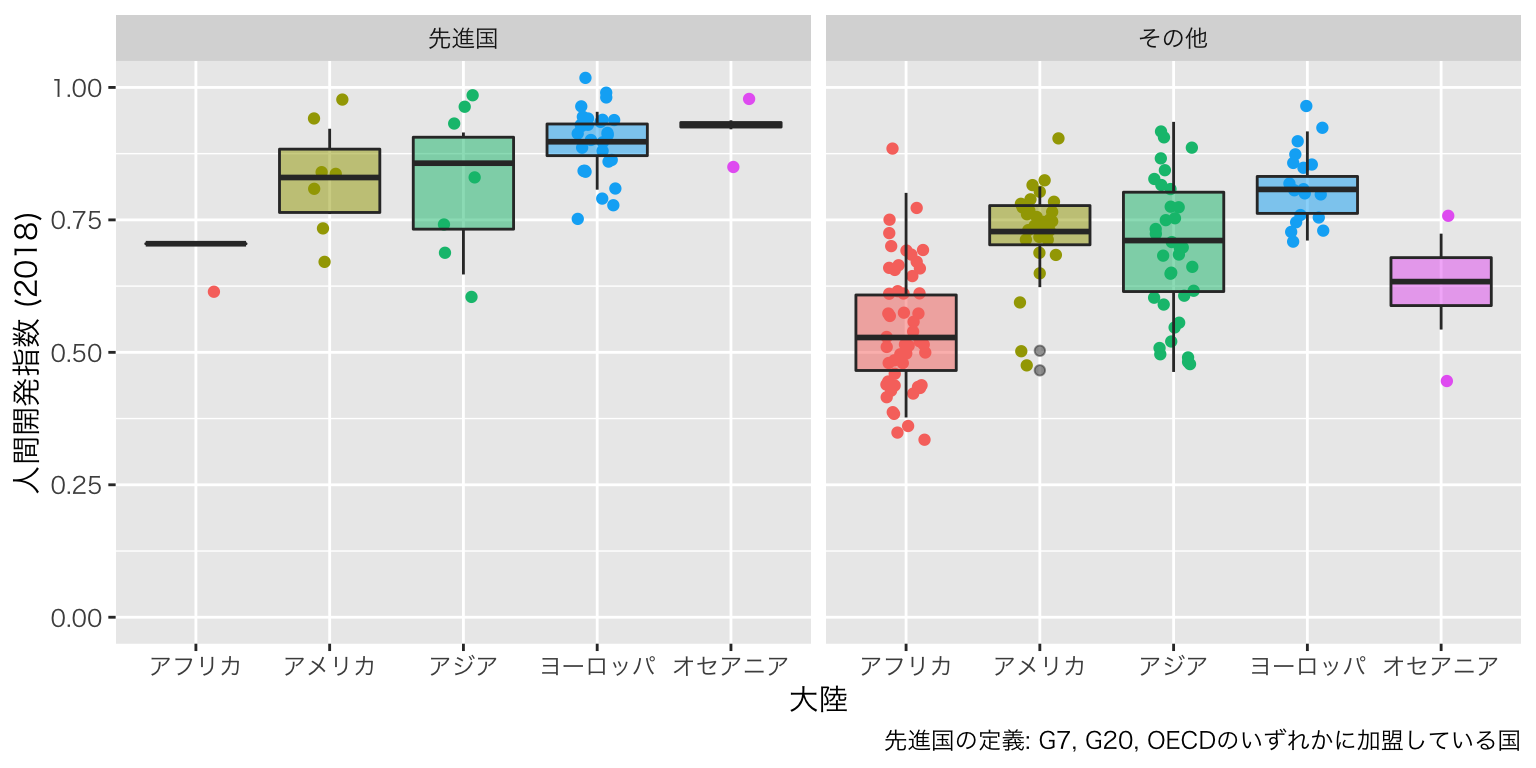 先進国
その他
人間開発指数 (2018)
1.00
0.75
0.50
0.25
0.00
アフリカ
アメリカ
アジア
ヨーロッパ
オセアニア
アフリカ
アメリカ
アジア
ヨーロッパ
オセアニア
大陸
先進国の定義: G7, G20, OECDのいずれかに加盟している国